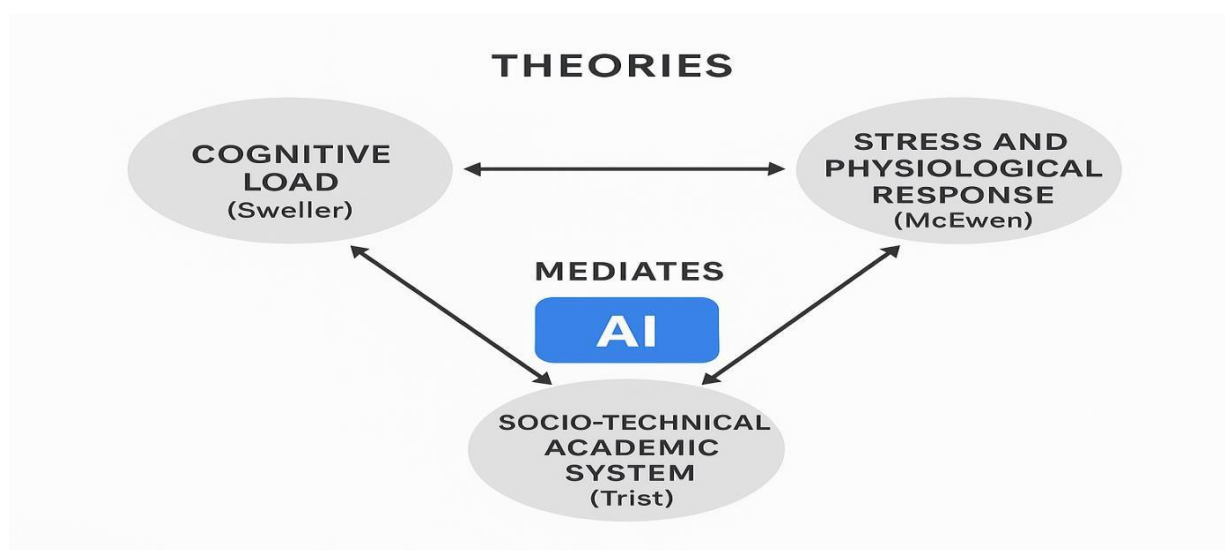 THEORIES
COGNITIVE
LOAD
(Sweller)
STRESS AND
PHYSIOLOGICAL
RESPONSE
(McEwen)
MEDIATES
AI
SOCIO-TECHNICAL
ACADEMIC
SYSTEM
(Trist)